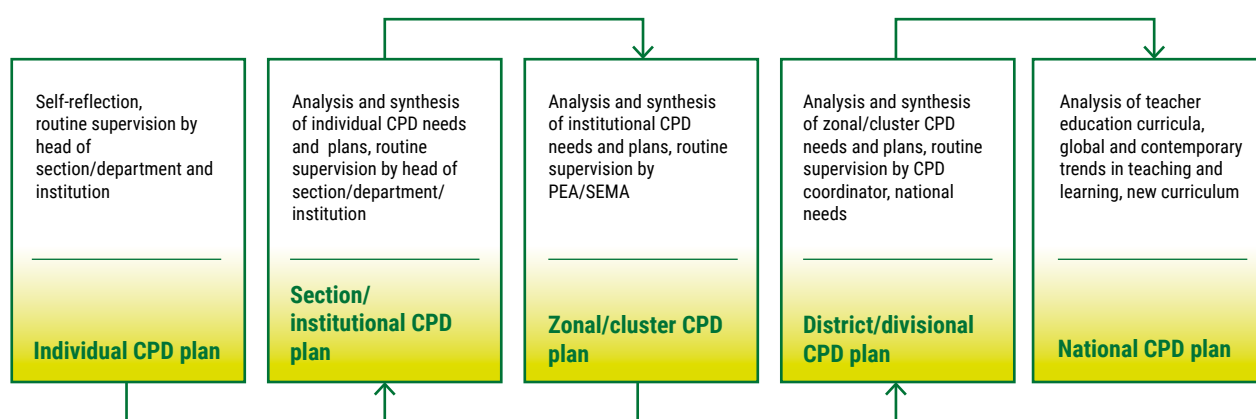 Self-reflection,
routine supervision by
head of
section/department and
institution
Individual CPD plan
Analysis and synthesis
of individual CPD needs
and plans, routine
supervision by head of
section/department/
institution
Section/
institutional CPD
plan
Analysis and synthesis
of institutional CPD
needs and plans, routine
supervision by
PEA/SEMA
Zonal/cluster CPD
plan
Analysis and synthesis
of zonal/cluster CPD
needs and plans, routine
supervision by CPD
coordinator, national
needs
District/divisional
CPD plan
Analysis of teacher
education curricula,
global and contemporary
trends in teaching and
learning, new curriculum
National CPD plan